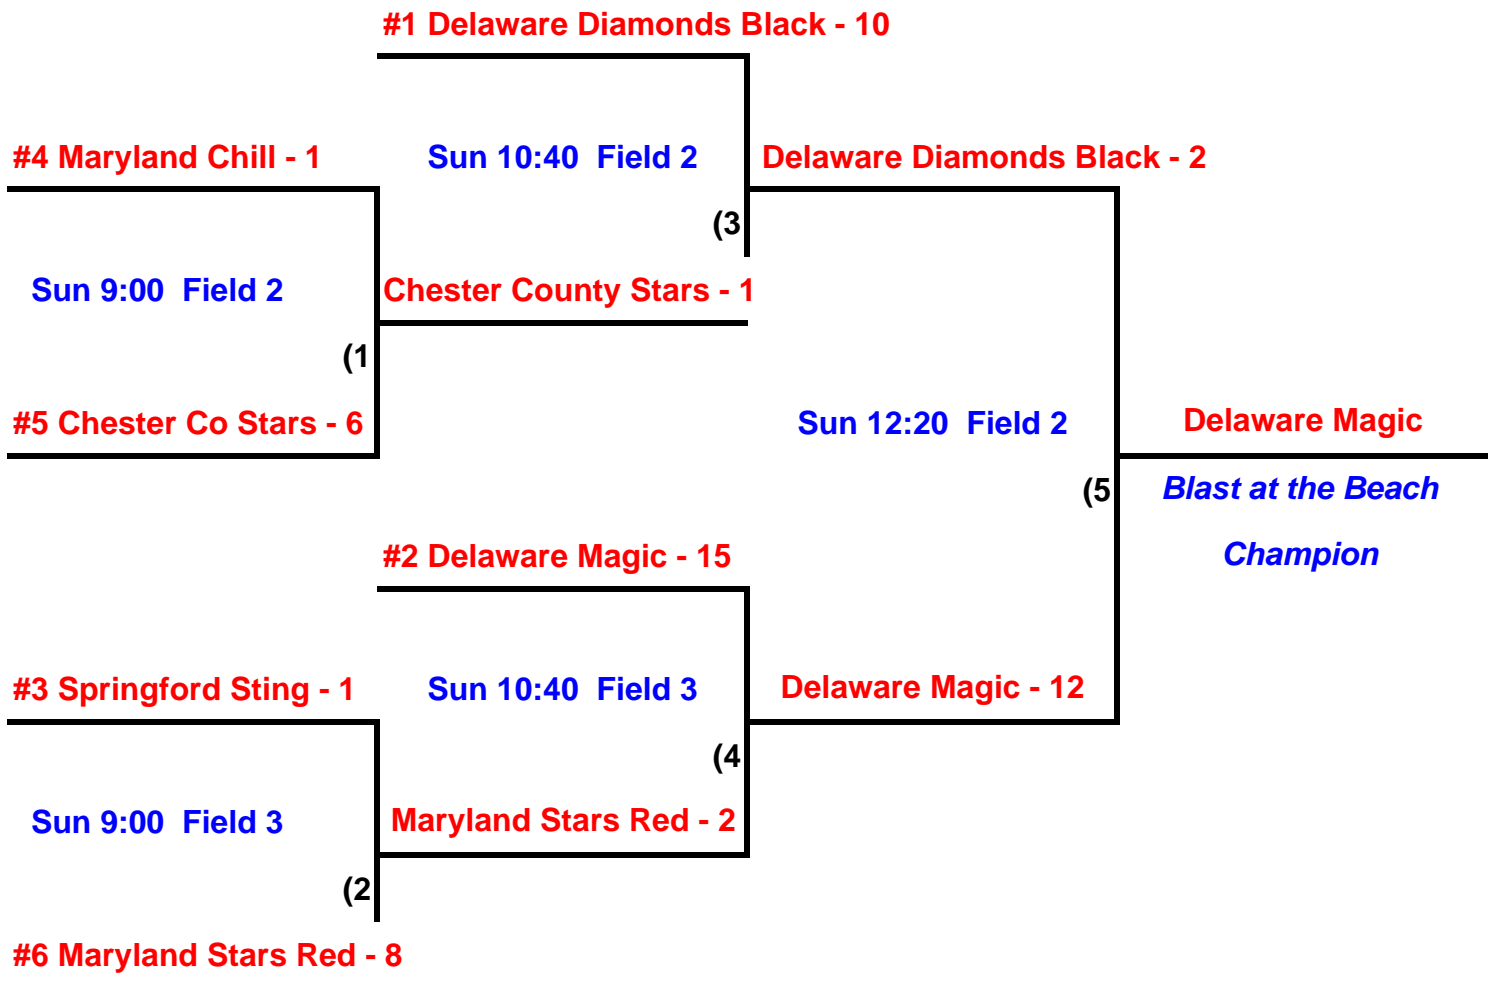 #1 Delaware Diamonds Black - 10
#4 Maryland Chill - 1
Sun 10:40 Field 2
Delaware Diamonds Black - 2
(3
Sun 9:00 Field 2
Chester County Stars - 1
(1
#5 Chester Co Stars - 6
Sun 12:20 Field 2
Delaware Magic
(5
Blast at the Beach
Champion
#2 Delaware Magic - 15
#3 Springford Sting - 1
Sun 10:40 Field 3
Delaware Magic - 12
(4
Sun 9:00 Field 3
Maryland Stars Red - 2
(2
#6 Maryland Stars Red - 8